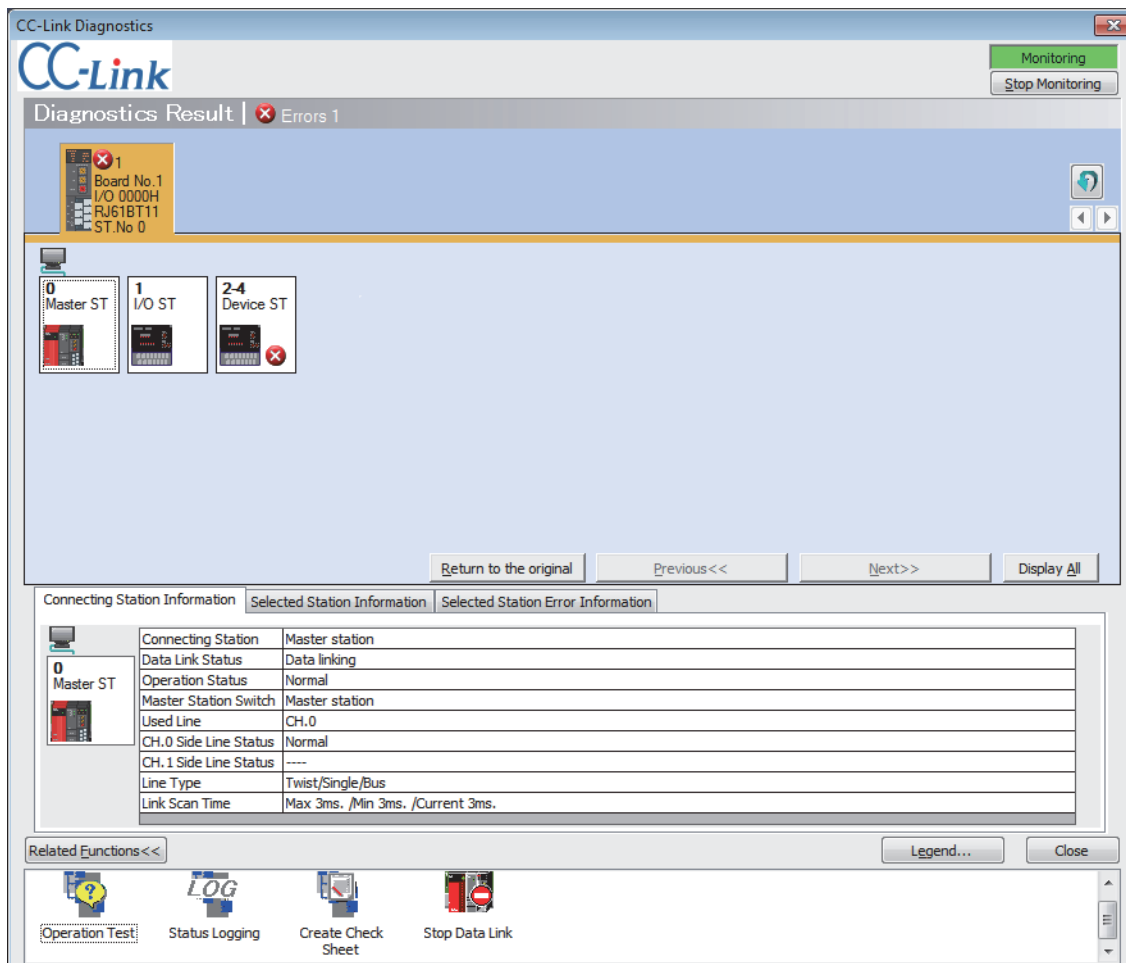 CC-Link Diagnostics
CC-Link
Monitoring
Stop Monitoring
Diagnostics Result | Errors 1
1
Board No.1
I/O 0000H
RJ61BT11
ST.No 0
0
Master ST
1
I/O ST
2-4
Device ST
Return to the original
Previous<<
Next>>
Display All
Connecting Station Information
Selected Station Information
Selected Station Error Information
0
Master ST
Connecting Station Master station
Data Link Status Data linking
Operation Status Normal
Master Station Switch Master station
Used Line CH.0
CH.0 Side Line Status Normal
CH.1 Side Line Status ----
Line Type Twist/Single/Bus
Link Scan Time Max 3ms. /Min 3ms. /Current 3ms.
Related Functions<<
Legend...
Close
LOG
Operation Test
Status Logging
Create Check
Sheet
Stop Data Link